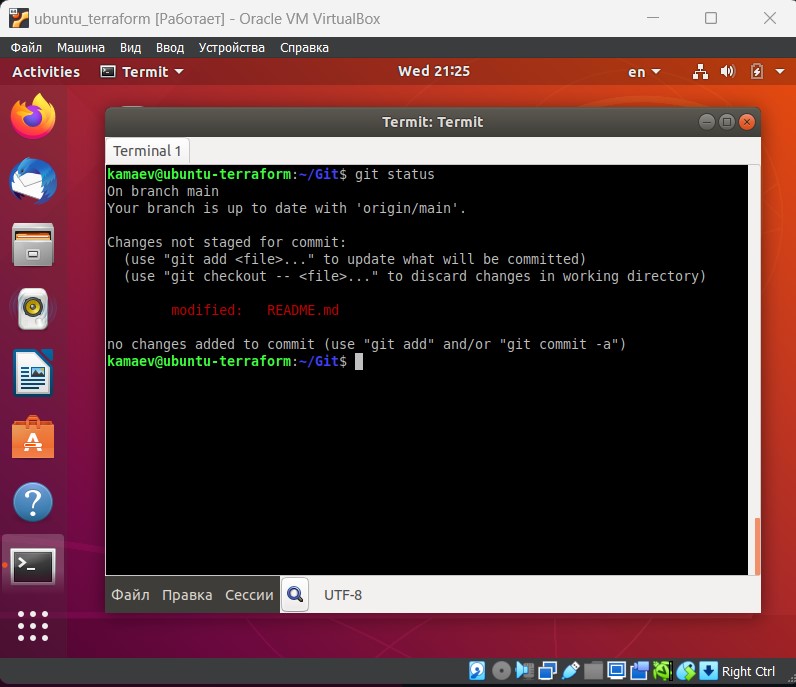 ubuntu_terraform [Работает] - Oracle VM VirtualBox
Файл Машина Вид Ввод Устройства Справка
Activities Termit Wed 21:25 en
Termit: Termit
Terminal 1
kamaev@ubuntu-terraform:~/Git$ git status
On branch main
Your branch is up to date with 'origin/main'.
Changes not staged for commit:
(use "git add <file>..." to update what will be committed)
(use "git checkout -- <file>..." to discard changes in working directory)
modified: README.md
no changes added to commit (use "git add" and/or "git commit -a")
kamaev@ubuntu-terraform:~/Git$
Файл Правка Сессии UTF-8
Right Ctrl